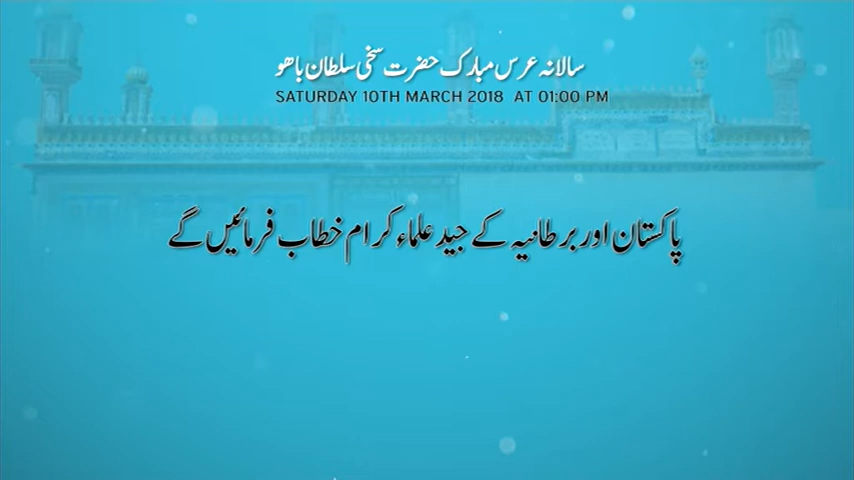 سالانہ عرس مبارک حضرت سخی سلطان باھو
SATURDAY 10TH MARCH 2018 AT 01:00 PM
پاکستان اور برطانیہ کے جید علماء کرام خطاب فرمائیں گے